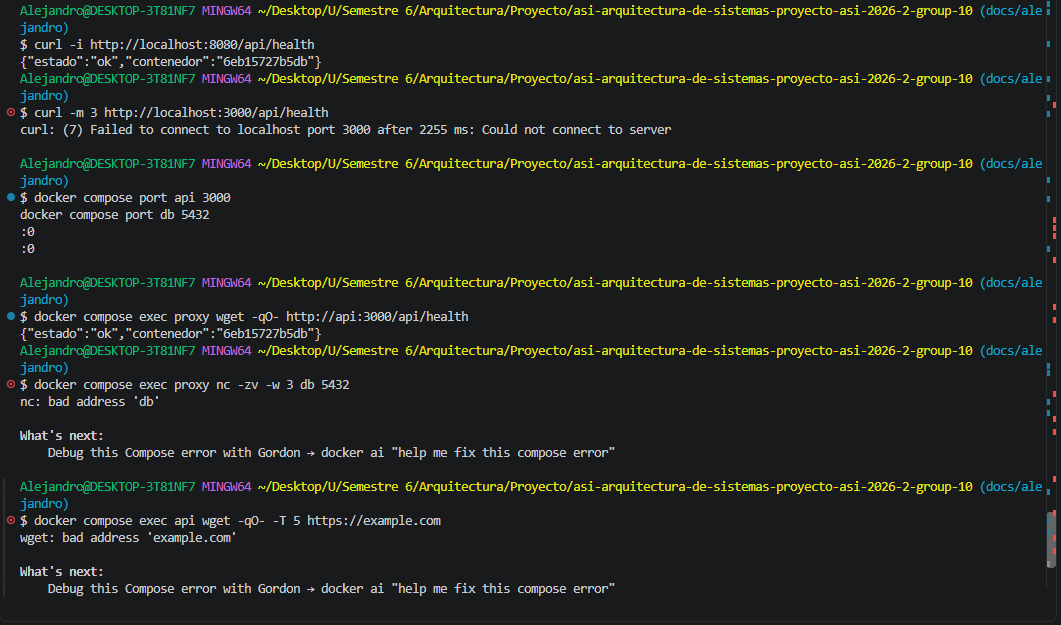 Alejandro@DESKTOP-3T81NF7 MINGW64 ~/Desktop/U/Semestre 6/Arquitectura/Proyecto/asi-arquitectura-de-sistemas-proyecto-asi-2026-2-group-10 (docs/ale
jandro)
$ curl -i http://localhost:8080/api/health
{"estado":"ok","contenedor":"6eb15727b5db"}
Alejandro@DESKTOP-3T81NF7 MINGW64 ~/Desktop/U/Semestre 6/Arquitectura/Proyecto/asi-arquitectura-de-sistemas-proyecto-asi-2026-2-group-10 (docs/ale
jandro)
$ curl -m 3 http://localhost:3000/api/health
curl: (7) Failed to connect to localhost port 3000 after 2255 ms: Could not connect to server
Alejandro@DESKTOP-3T81NF7 MINGW64 ~/Desktop/U/Semestre 6/Arquitectura/Proyecto/asi-arquitectura-de-sistemas-proyecto-asi-2026-2-group-10 (docs/ale
jandro)
$ docker compose port api 3000
docker compose port db 5432
:0
:0
Alejandro@DESKTOP-3T81NF7 MINGW64 ~/Desktop/U/Semestre 6/Arquitectura/Proyecto/asi-arquitectura-de-sistemas-proyecto-asi-2026-2-group-10 (docs/ale
jandro)
$ docker compose exec proxy wget -qO- http://api:3000/api/health
{"estado":"ok","contenedor":"6eb15727b5db"}
Alejandro@DESKTOP-3T81NF7 MINGW64 ~/Desktop/U/Semestre 6/Arquitectura/Proyecto/asi-arquitectura-de-sistemas-proyecto-asi-2026-2-group-10 (docs/ale
jandro)
$ docker compose exec proxy nc -zv -w 3 db 5432
nc: bad address 'db'
What's next:
Debug this Compose error with Gordon → docker ai "help me fix this compose error"
Alejandro@DESKTOP-3T81NF7 MINGW64 ~/Desktop/U/Semestre 6/Arquitectura/Proyecto/asi-arquitectura-de-sistemas-proyecto-asi-2026-2-group-10 (docs/ale
jandro)
$ docker compose exec api wget -qO- -T 5 https://example.com
wget: bad address 'example.com'
What's next:
Debug this Compose error with Gordon → docker ai "help me fix this compose error"